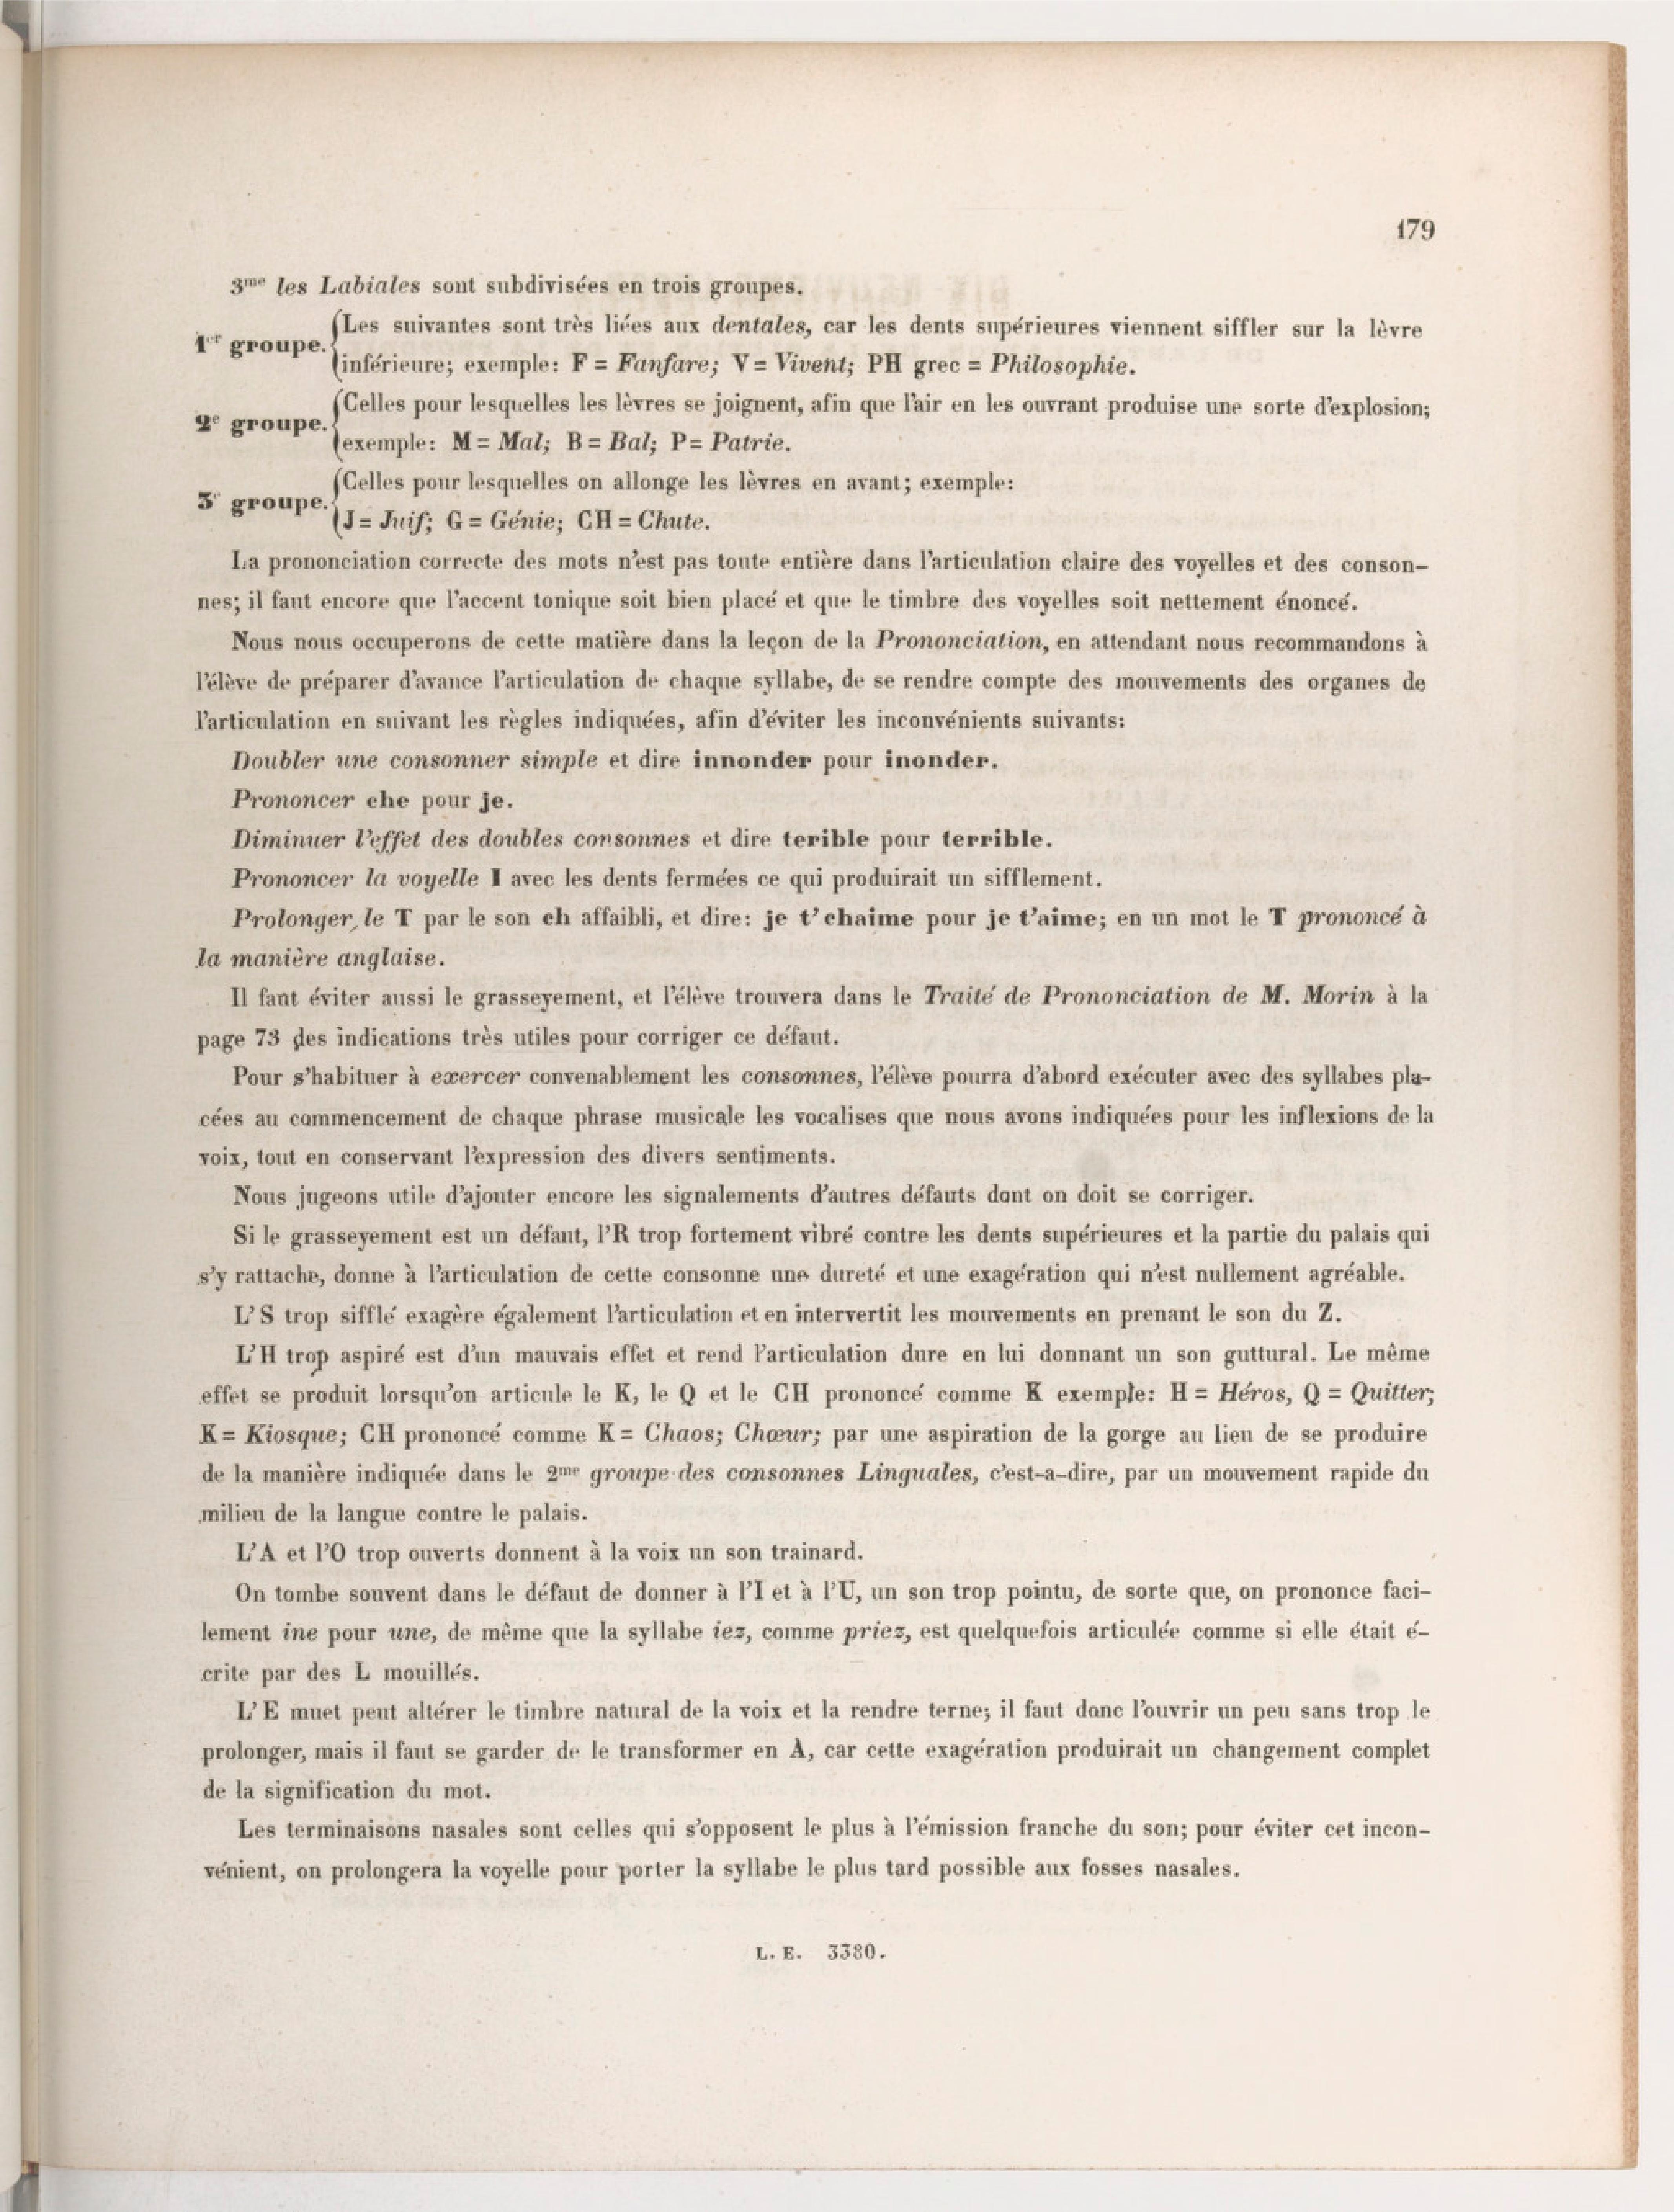 179
3me les Labiales sont subdivisées en trois groupes.
1er groupe. Les suivantes sont très liées aux dentales, car les dents supérieures viennent siffler sur la lèvre
inférieure; exemple: F = Fanfare; V = Vivent; PH grec = Philosophie.
2e groupe. Celles pour lesquelles les lèvres se joignent, afin que l'air en les ouvrant produise une sorte d'explosion;
exemple: M = Mal; B = Bal; P = Patrie.
3e groupe. Celles pour lesquelles on allonge les lèvres en avant; exemple:
J = Juif; G = Génie; CH = Chute.
La prononciation correcte des mots n'est pas toute entière dans l'articulation claire des voyelles et des conson-
nes; il faut encore que l'accent tonique soit bien placé et que le timbre des voyelles soit nettement énoncé.
Nous nous occuperons de cette matière dans la leçon de la Prononciation, en attendant nous recommandons à
l'élève de préparer d'avance l'articulation de chaque syllabe, de se rendre compte des mouvements des organes de
l'articulation en suivant les règles indiquées, afin d'éviter les inconvénients suivants:
Doubler une consonner simple et dire innonder pour inonder.
Prononcer che pour je.
Diminuer l'effet des doubles consonnes et dire terible pour terrible.
Prononcer la voyelle I avec les dents fermées ce qui produirait un sifflement.
Prolonger, le T par le son ch affaibli, et dire: je t'chaime pour je t'aime; en un mot le T prononcé à
la manière anglaise.
Il faut éviter aussi le grasseyement, et l'élève trouvera dans le Traité de Prononciation de M. Morin à la
page 73 des indications très utiles pour corriger ce défaut.
Pour s'habituer à exercer convenablement les consonnes, l'élève pourra d'abord exécuter avec des syllabes pla-
cées au commencement de chaque phrase musicale les vocalises que nous avons indiquées pour les inflexions de la
voix, tout en conservant l'expression des divers sentiments.
Nous jugeons utile d'ajouter encore les signalements d'autres défauts dont on doit se corriger.
Si le grasseyement est un défaut, l'R trop fortement vibré contre les dents supérieures et la partie du palais qui
s'y rattache, donne à l'articulation de cette consonne une dureté et une exagération qui n'est nullement agréable.
L'S trop sifflé exagère également l'articulation et en intervertit les mouvements en prenant le son du Z.
L'H trop aspiré est d'un mauvais effet et rend l'articulation dure en lui donnant un son guttural. Le même
effet se produit lorsqu'on articule le K, le Q et le CH prononcé comme K exemple: H = Héros, Q = Quitter;
K = Kiosque; CH prononcé comme K = Chaos; Chœur; par une aspiration de la gorge au lieu de se produire
de la manière indiquée dans le 2me groupe des consonnes Linguales, c'est-a-dire, par un mouvement rapide du
milieu de la langue contre le palais.
L'A et l'O trop ouverts donnent à la voix un son trainard.
On tombe souvent dans le défaut de donner à l'I et à l'U, un son trop pointu, de sorte que, on prononce faci-
lement ine pour une, de même que la syllabe iez, comme priez, est quelquefois articulée comme si elle était é-
crite par des L mouillés.
L'E muet peut altérer le timbre natural de la voix et la rendre terne; il faut donc l'ouvrir un peu sans trop le
prolonger, mais il faut se garder de le transformer en A, car cette exagération produirait un changement complet
de la signification du mot.
Les terminaisons nasales sont celles qui s'opposent le plus à l'émission franche du son; pour éviter cet incon-
vénient, on prolongera la voyelle pour porter la syllabe le plus tard possible aux fosses nasales.
L. E. 3380.